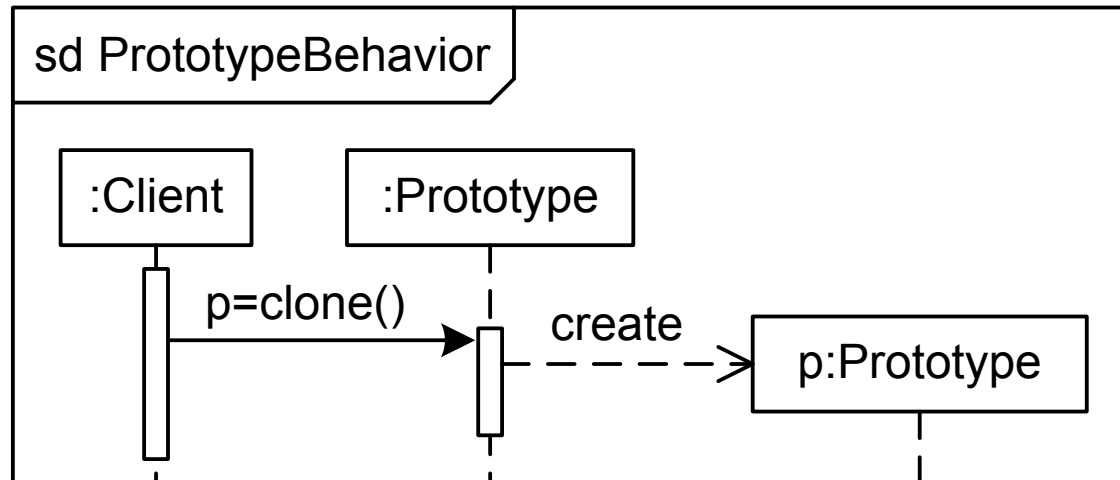 sd PrototypeBehavior
:Client
:Prototype
p=clone()
create
p:Prototype